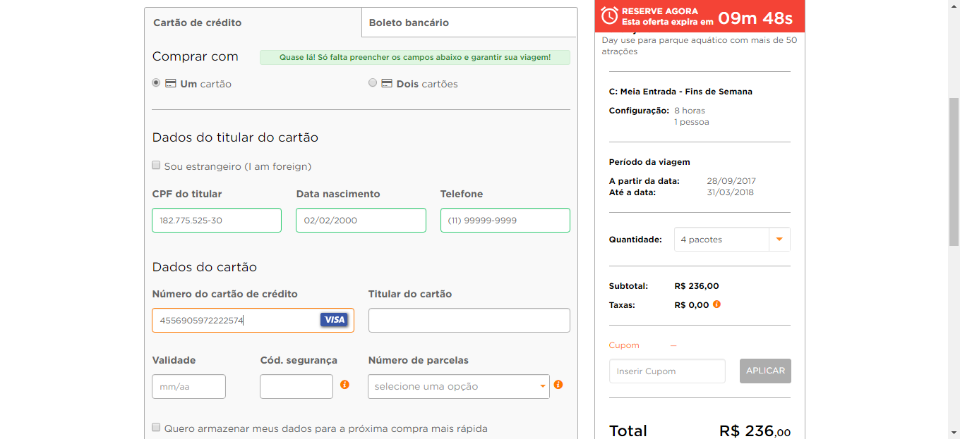 Cartão de crédito
Boleto bancário
Comprar com
Quase lá! Só falta preencher os campos abaixo e garantir sua viagem!
Um cartão
Dois cartões
Dados do titular do cartão
Sou estrangeiro (I am foreign)
CPF do titular
Data nascimento
Telefone
182.775.525-30
02/02/2000
(11) 99999-9999
Dados do cartão
Número do cartão de crédito
Titular do cartão
4556905972222574
VISA
Validade
Cód. segurança
Número de parcelas
mm/aa
selecione uma opção
Quero armazenar meus dados para a próxima compra mais rápida
RESERVE AGORA
Esta oferta expira em 09m 48s
Day use para parque aquático com mais de 50
atrações
C: Meia Entrada - Fins de Semana
Configuração: 8 horas
1 pessoa
Período da viagem
A partir da data: 28/09/2017
Até a data: 31/03/2018
Quantidade: 4 pacotes
Subtotal: R$ 236,00
Taxas: R$ 0,00
Cupom —
Inserir Cupom
APLICAR
Total R$ 236,00